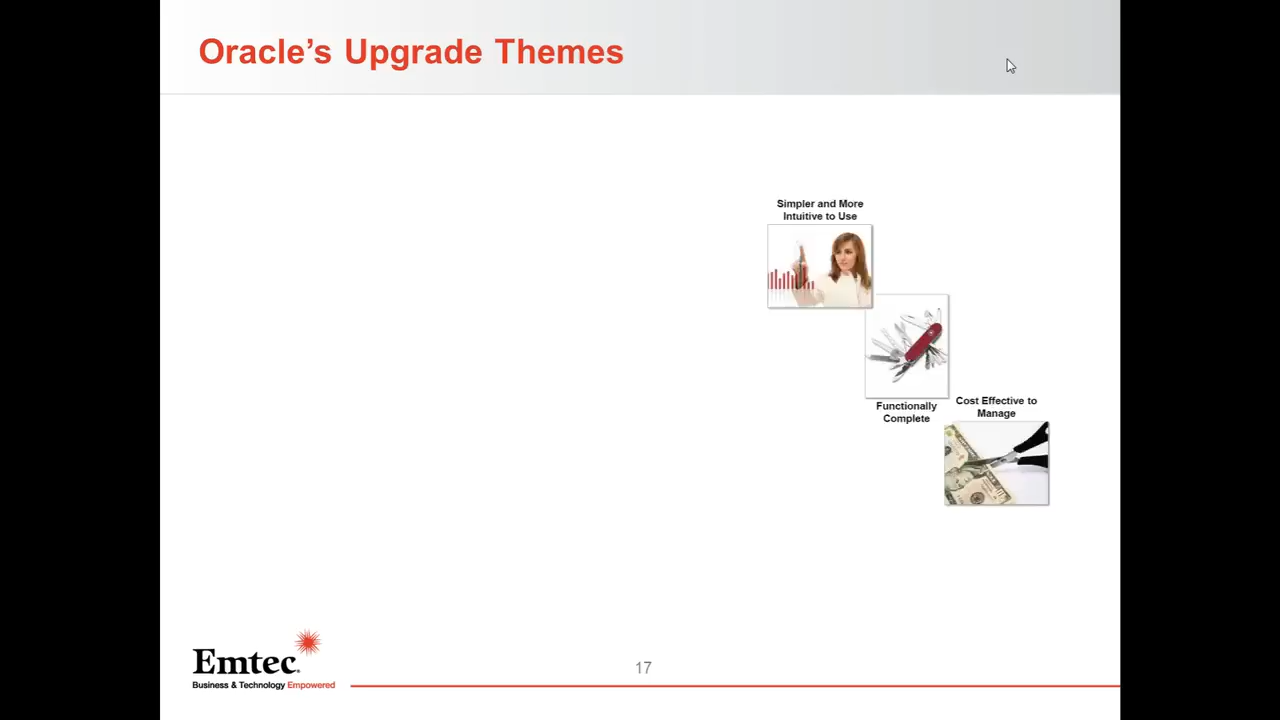 Oracle’s Upgrade Themes
Simpler and More
Intuitive to Use
Functionally
Complete
Cost Effective to
Manage
Emtec
Business & Technology Empowered
17